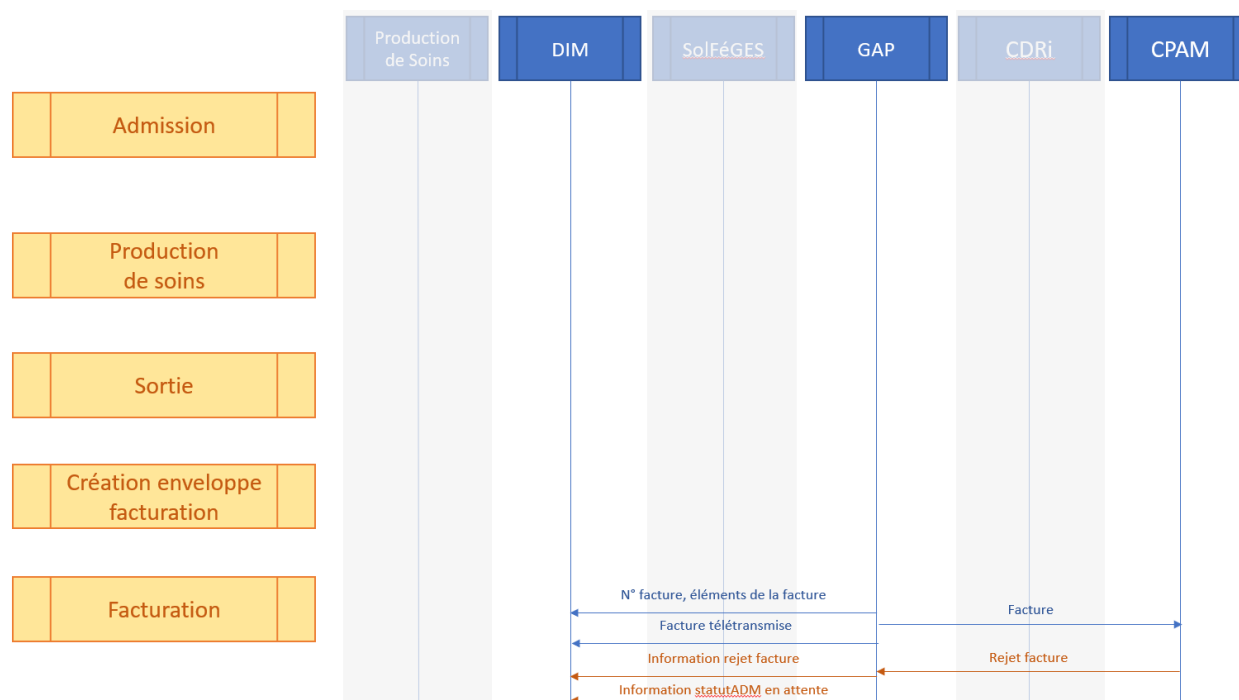 Production
de Soins
DIM
SolFéGES
GAP
CDRi
CPAM
Admission
Production
de soins
Sortie
Création enveloppe
facturation
Facturation
N° facture, éléments de la facture
Facture
Facture télétransmise
Information rejet facture
Rejet facture
Information statutADM en attente